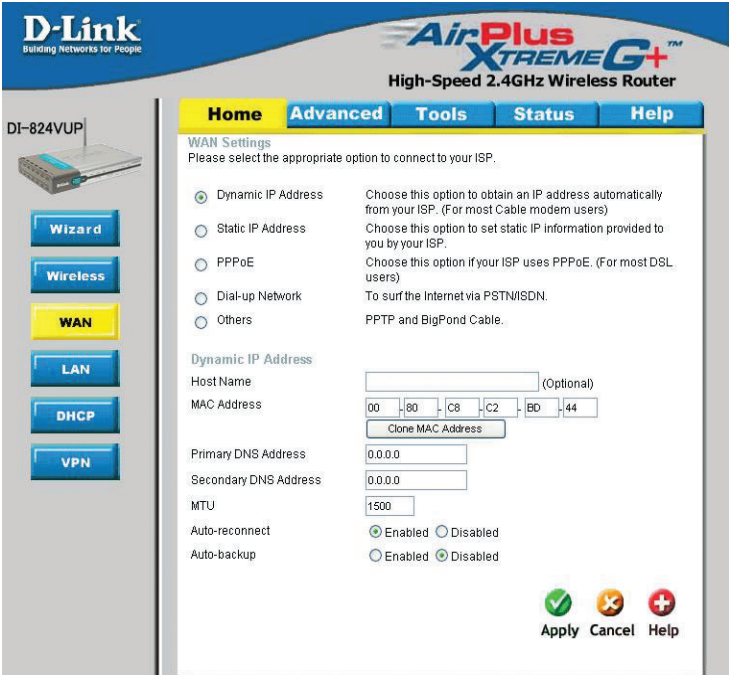 D-Link
Building Networks for People
AirPlus
XTREME G+™
High-Speed 2.4GHz Wireless Router
DI-824VUP
Home Advanced Tools Status Help
WAN Settings
Please select the appropriate option to connect to your ISP.
Dynamic IP Address Choose this option to obtain an IP address automatically
from your ISP. (For most Cable modem users)
Static IP Address Choose this option to set static IP information provided to
you by your ISP.
PPPoE Choose this option if your ISP uses PPPoE. (For most DSL
users)
Dial-up Network To surf the Internet via PSTN/ISDN.
Others PPTP and BigPond Cable.
Wizard
Wireless
WAN
LAN
DHCP
VPN
Dynamic IP Address
Host Name (Optional)
MAC Address 00 - 80 - C8 - C2 - BD - 44
Clone MAC Address
Primary DNS Address 0.0.0.0
Secondary DNS Address 0.0.0.0
MTU 1500
Auto-reconnect Enabled Disabled
Auto-backup Enabled Disabled
Apply Cancel Help